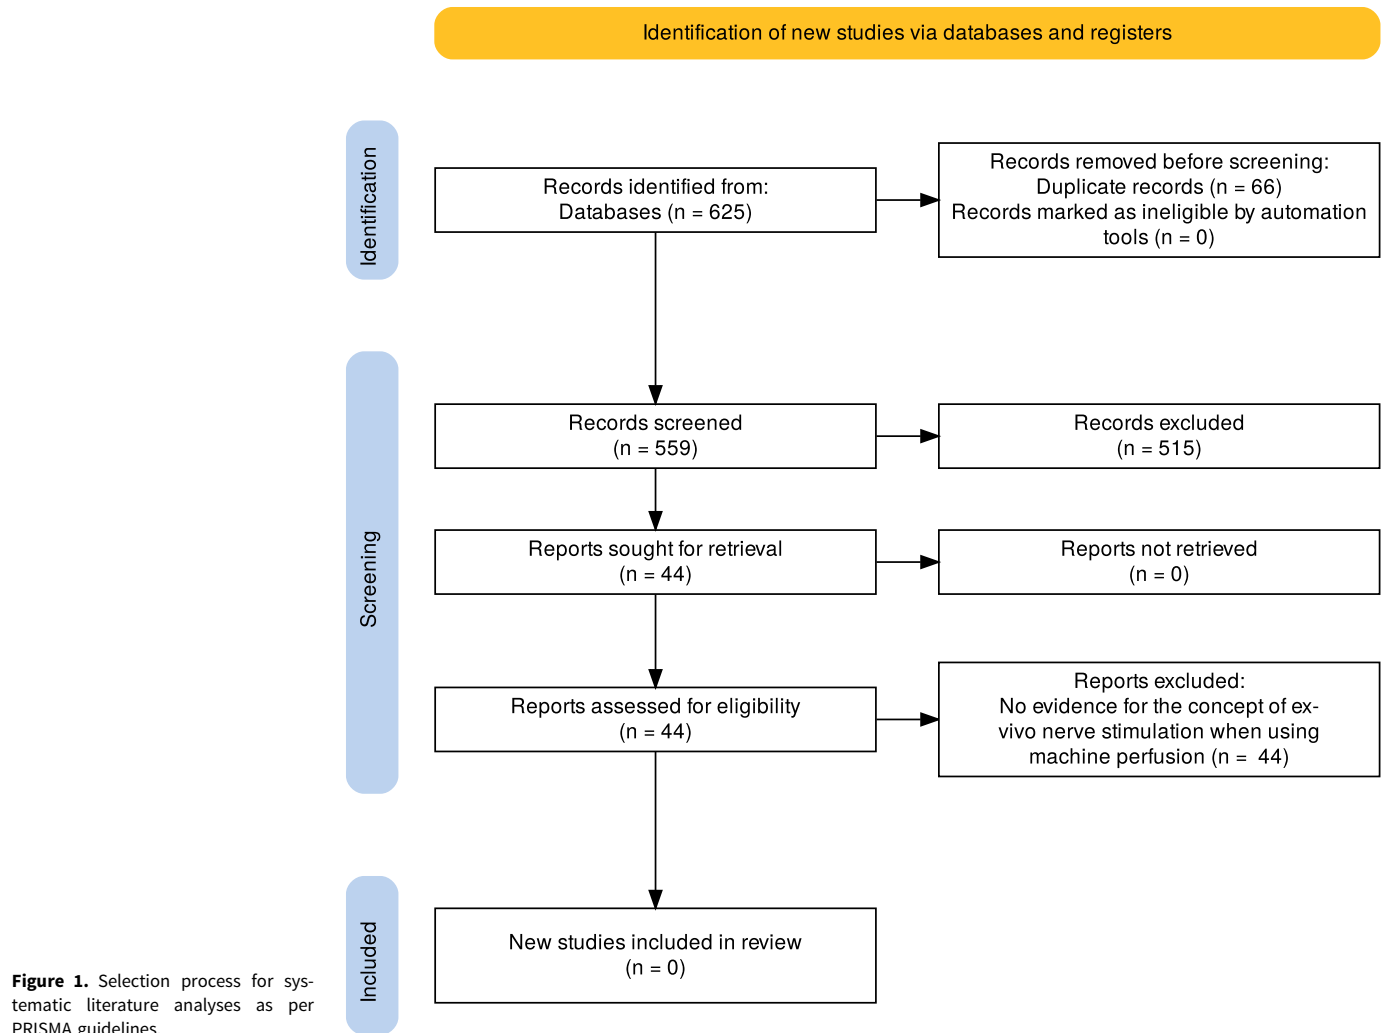 Identification of new studies via databases and registers
Identification
Records identified from:
Databases (n = 625)
Records removed before screening:
Duplicate records (n = 66)
Records marked as ineligible by automation
tools (n = 0)
Screening
Records screened
(n = 559)
Records excluded
(n = 515)
Reports sought for retrieval
(n = 44)
Reports not retrieved
(n = 0)
Reports assessed for eligibility
(n = 44)
Reports excluded:
No evidence for the concept of ex-
vivo nerve stimulation when using
machine perfusion (n =  44)
Included
New studies included in review
(n = 0)
Figure 1. Selection process for sys-
tematic literature analyses as per
PRISMA guidelines